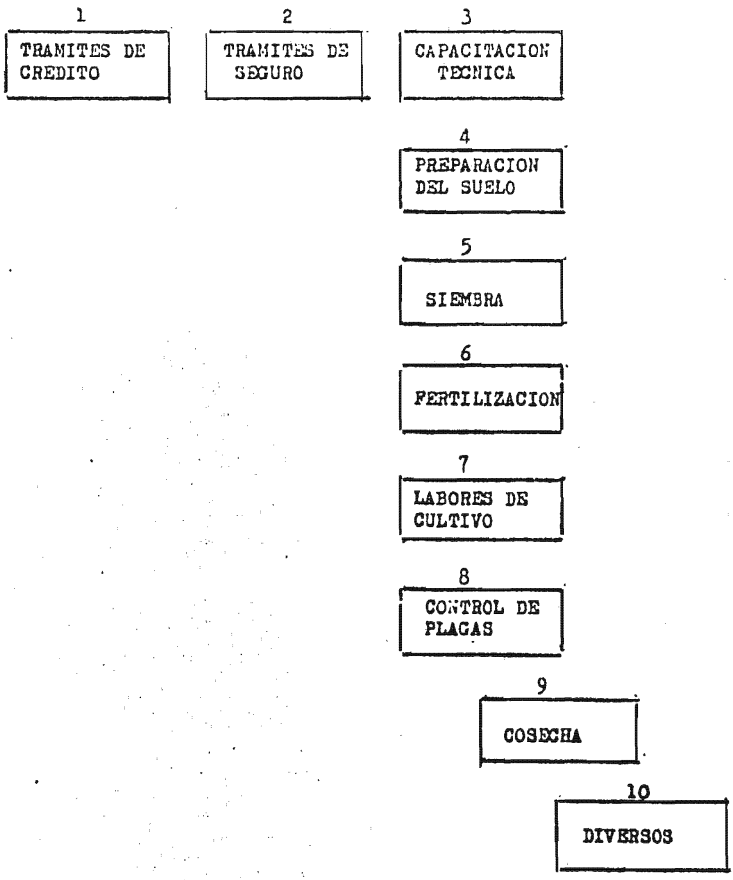 1
TRAMITES DE
CREDITO
2
TRAMITES DE
SEGURO
3
CAPACITACION
TECNICA
4
PREPARACION
DEL SUELO
5
SIEMBRA
6
FERTILIZACION
7
LABORES DE
CULTIVO
8
CONTROL DE
PLAGAS
9
COSECHA
10
DIVERSOS